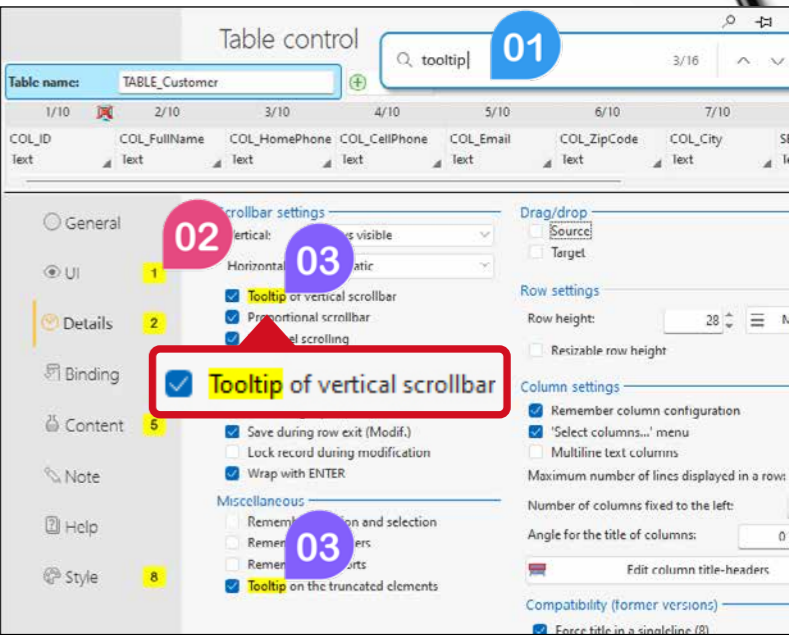 Table control
tooltip
01
3/16
Table name:
TABLE_Customer
1/10 2/10 3/10 4/10 5/10 6/10 7/10
COL_ID COL_FullName COL_HomePhone COL_CellPhone COL_Email COL_ZipCode COL_City
Text Text Text Text Text Text Text
General
UI 1
Details 2
Binding
Content 5
Note
Help
Style 8
02
Scrollbar settings
Vertical:
visible
Horizontal
03
Tooltip of vertical scrollbar
Proportional scrollbar
scrolling
Tooltip of vertical scrollbar
Save during row exit (Modif.)
Lock record during modification
Wrap with ENTER
Miscellaneous
and selection
03
Tooltip on the truncated elements
Drag/drop
Source
Target
Row settings
Row height: 28
Resizable row height
Column settings
Remember column configuration
'Select columns...' menu
Multiline text columns
Maximum number of lines displayed in a row:
Number of columns fixed to the left:
Angle for the title of columns: 0
Edit column title-headers
Compatibility (former versions)
Force title in a singleline (8)